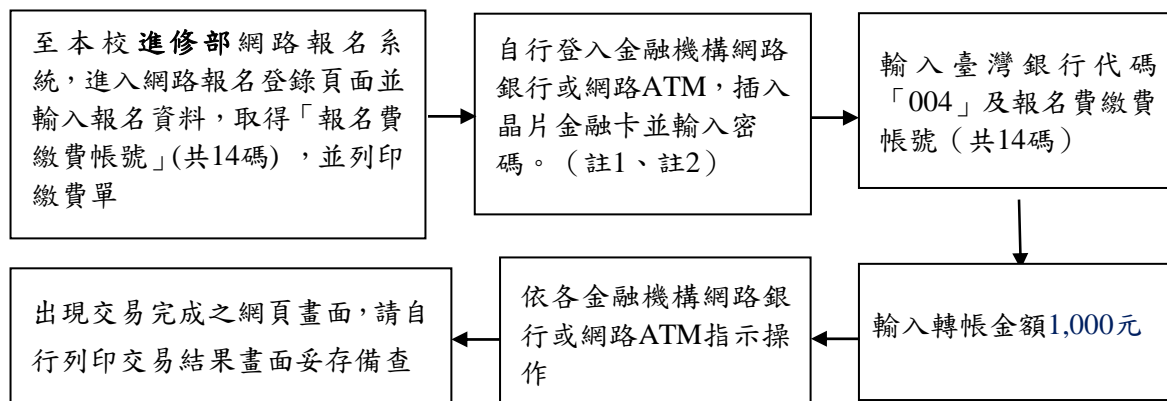 至本校進修部網路報名系
統，進入網路報名登錄頁面並
輸入報名資料，取得「報名費
繳費帳號」(共14碼) ，並列印
繳費單
自行登入金融機構網路
銀行或網路ATM，插入
晶片金融卡並輸入密
碼。（註1、註2）
輸入臺灣銀行代碼
「004」及報名費繳費
帳號（共14碼）
輸入轉帳金額1,000元
依各金融機構網路銀
行或網路ATM指示操
作
出現交易完成之網頁畫面，請自
行列印交易結果畫面妥存備查